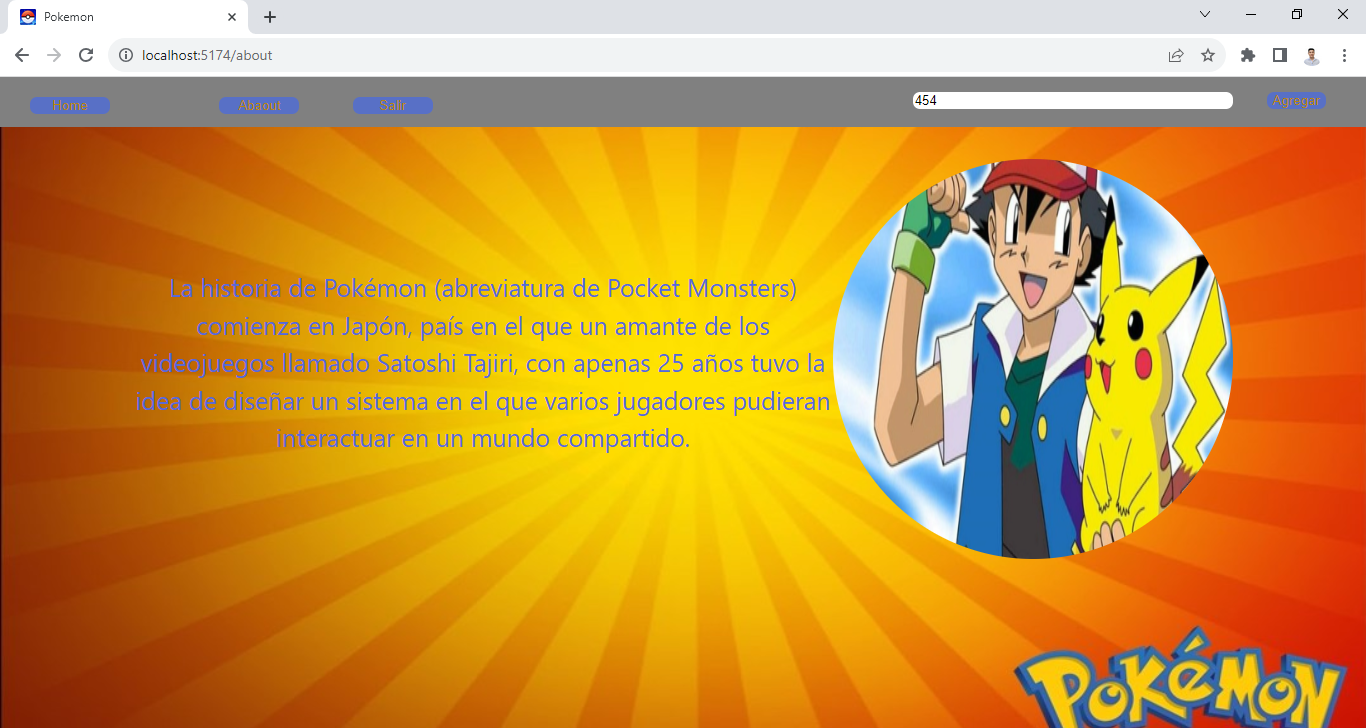 Pokemon
localhost:5174/about
Home
Abaout
Salir
454
Agregar
La historia de Pokémon (abreviatura de Pocket Monsters)
comienza en Japón, país en el que un amante de los
videojuegos llamado Satoshi Tajiri, con apenas 25 años tuvo la
idea de diseñar un sistema en el que varios jugadores pudieran
interactuar en un mundo compartido.
POKéMON